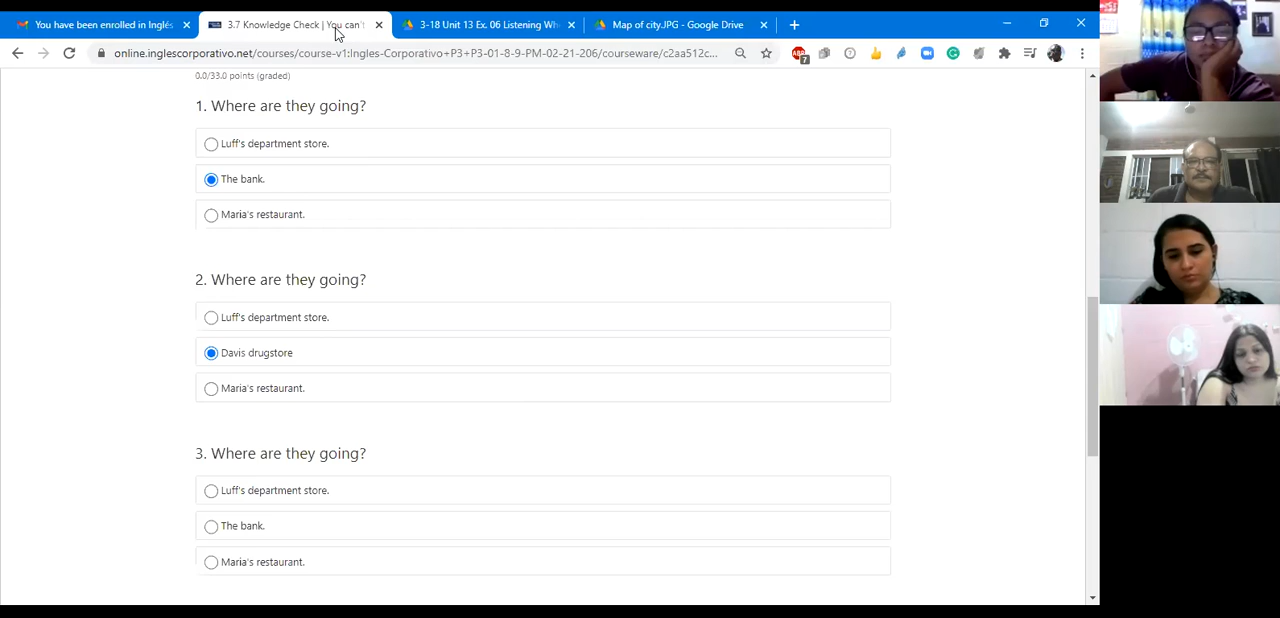 You have been enrolled in Inglés
3.7 Knowledge Check | You can't
3-18 Unit 13 Ex. 06 Listening Wh
Map of city.JPG - Google Drive
online.inglescorporativo.net/courses/course-v1:Ingles-Corporativo+P3+P3-01-8-9-PM-02-21-206/courseware/c2aa512c...
ABP
7
0.0/33.0 points (graded)
1. Where are they going?
Luff's department store.
The bank.
Maria's restaurant.
2. Where are they going?
Luff's department store.
Davis drugstore
Maria's restaurant.
3. Where are they going?
Luff's department store.
The bank.
Maria's restaurant.